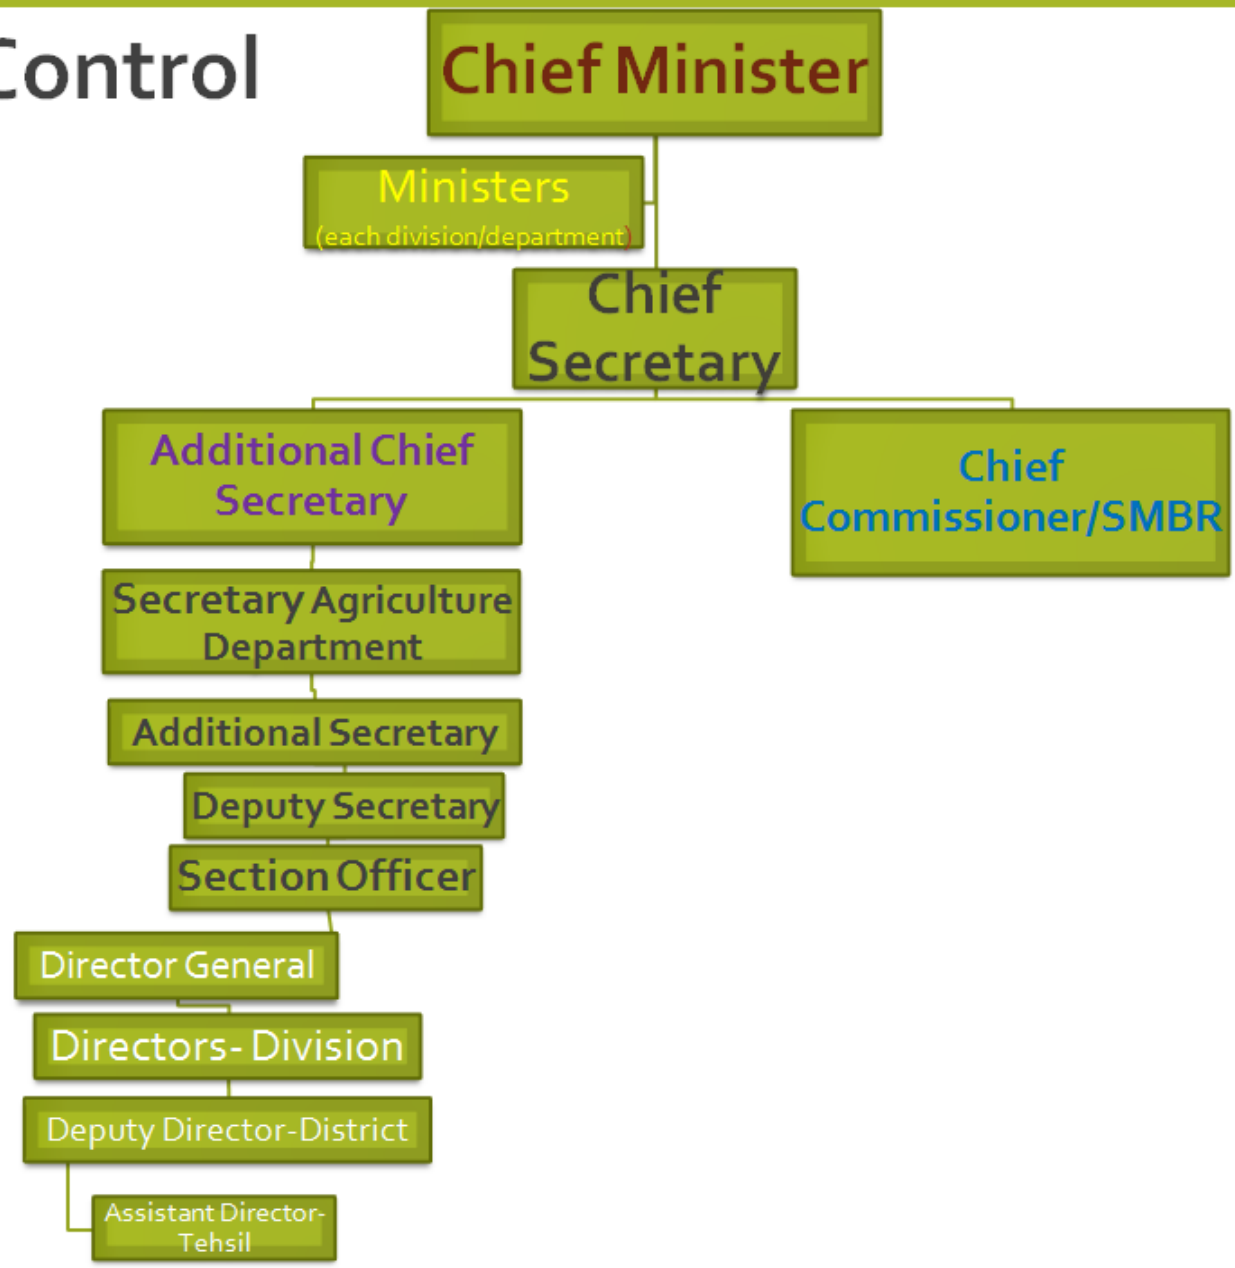 Control
Chief Minister
Ministers
(each division/department)
Chief
Secretary
Additional Chief
Secretary
Chief
Commissioner/SMBR
Secretary Agriculture
Department
Additional Secretary
Deputy Secretary
Section Officer
Director General
Directors- Division
Deputy Director-District
Assistant Director-
Tehsil